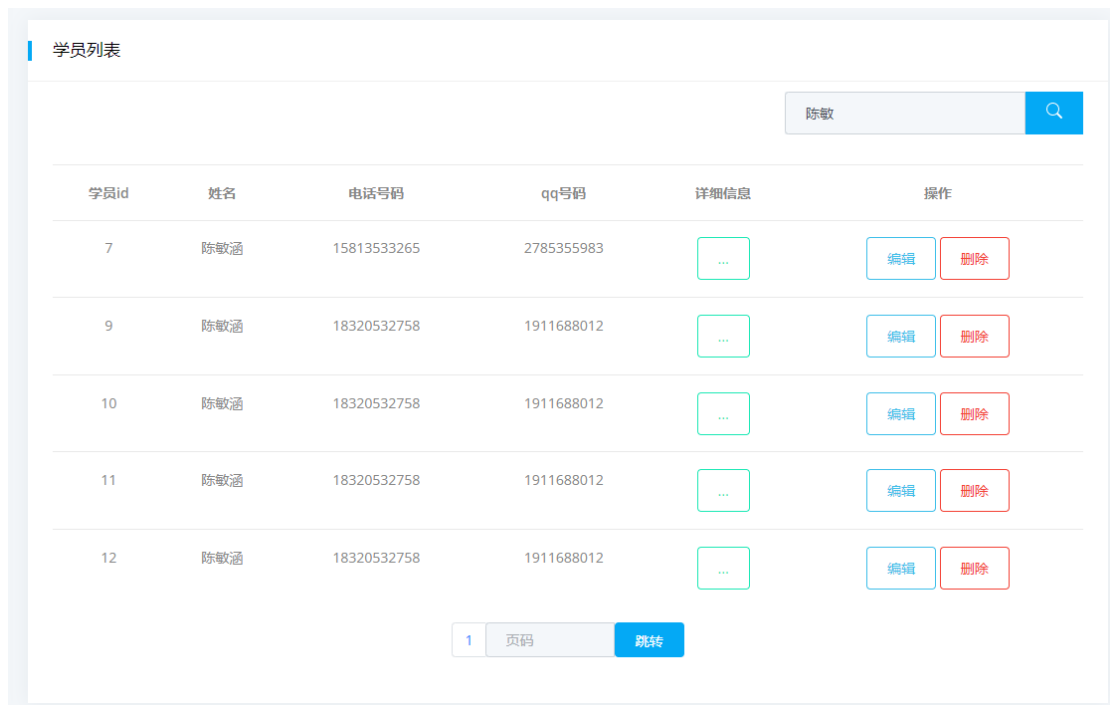 学员列表
陈敏
学员id 姓名 电话号码 qq号码 详细信息 操作
7 陈敏涵 15813533265 2785355983 ... 编辑 删除
9 陈敏涵 18320532758 1911688012 ... 编辑 删除
10 陈敏涵 18320532758 1911688012 ... 编辑 删除
11 陈敏涵 18320532758 1911688012 ... 编辑 删除
12 陈敏涵 18320532758 1911688012 ... 编辑 删除
1 页码 跳转